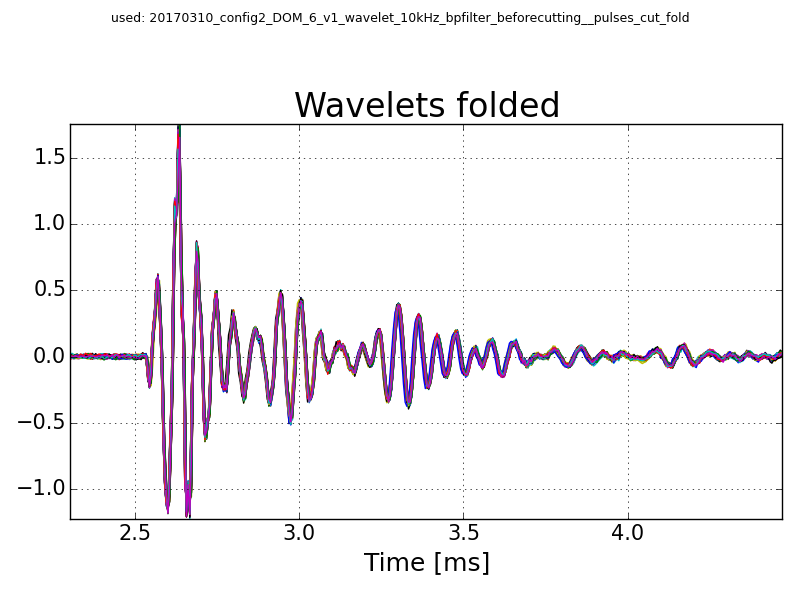 used: 20170310_config2_DOM_6_v1_wavelet_10kHz_bpfilter_beforecutting__pulses_cut_fold
Wavelets folded
1.5
1.0
0.5
0.0
−0.5
−1.0
2.5 3.0 3.5 4.0
Time [ms]